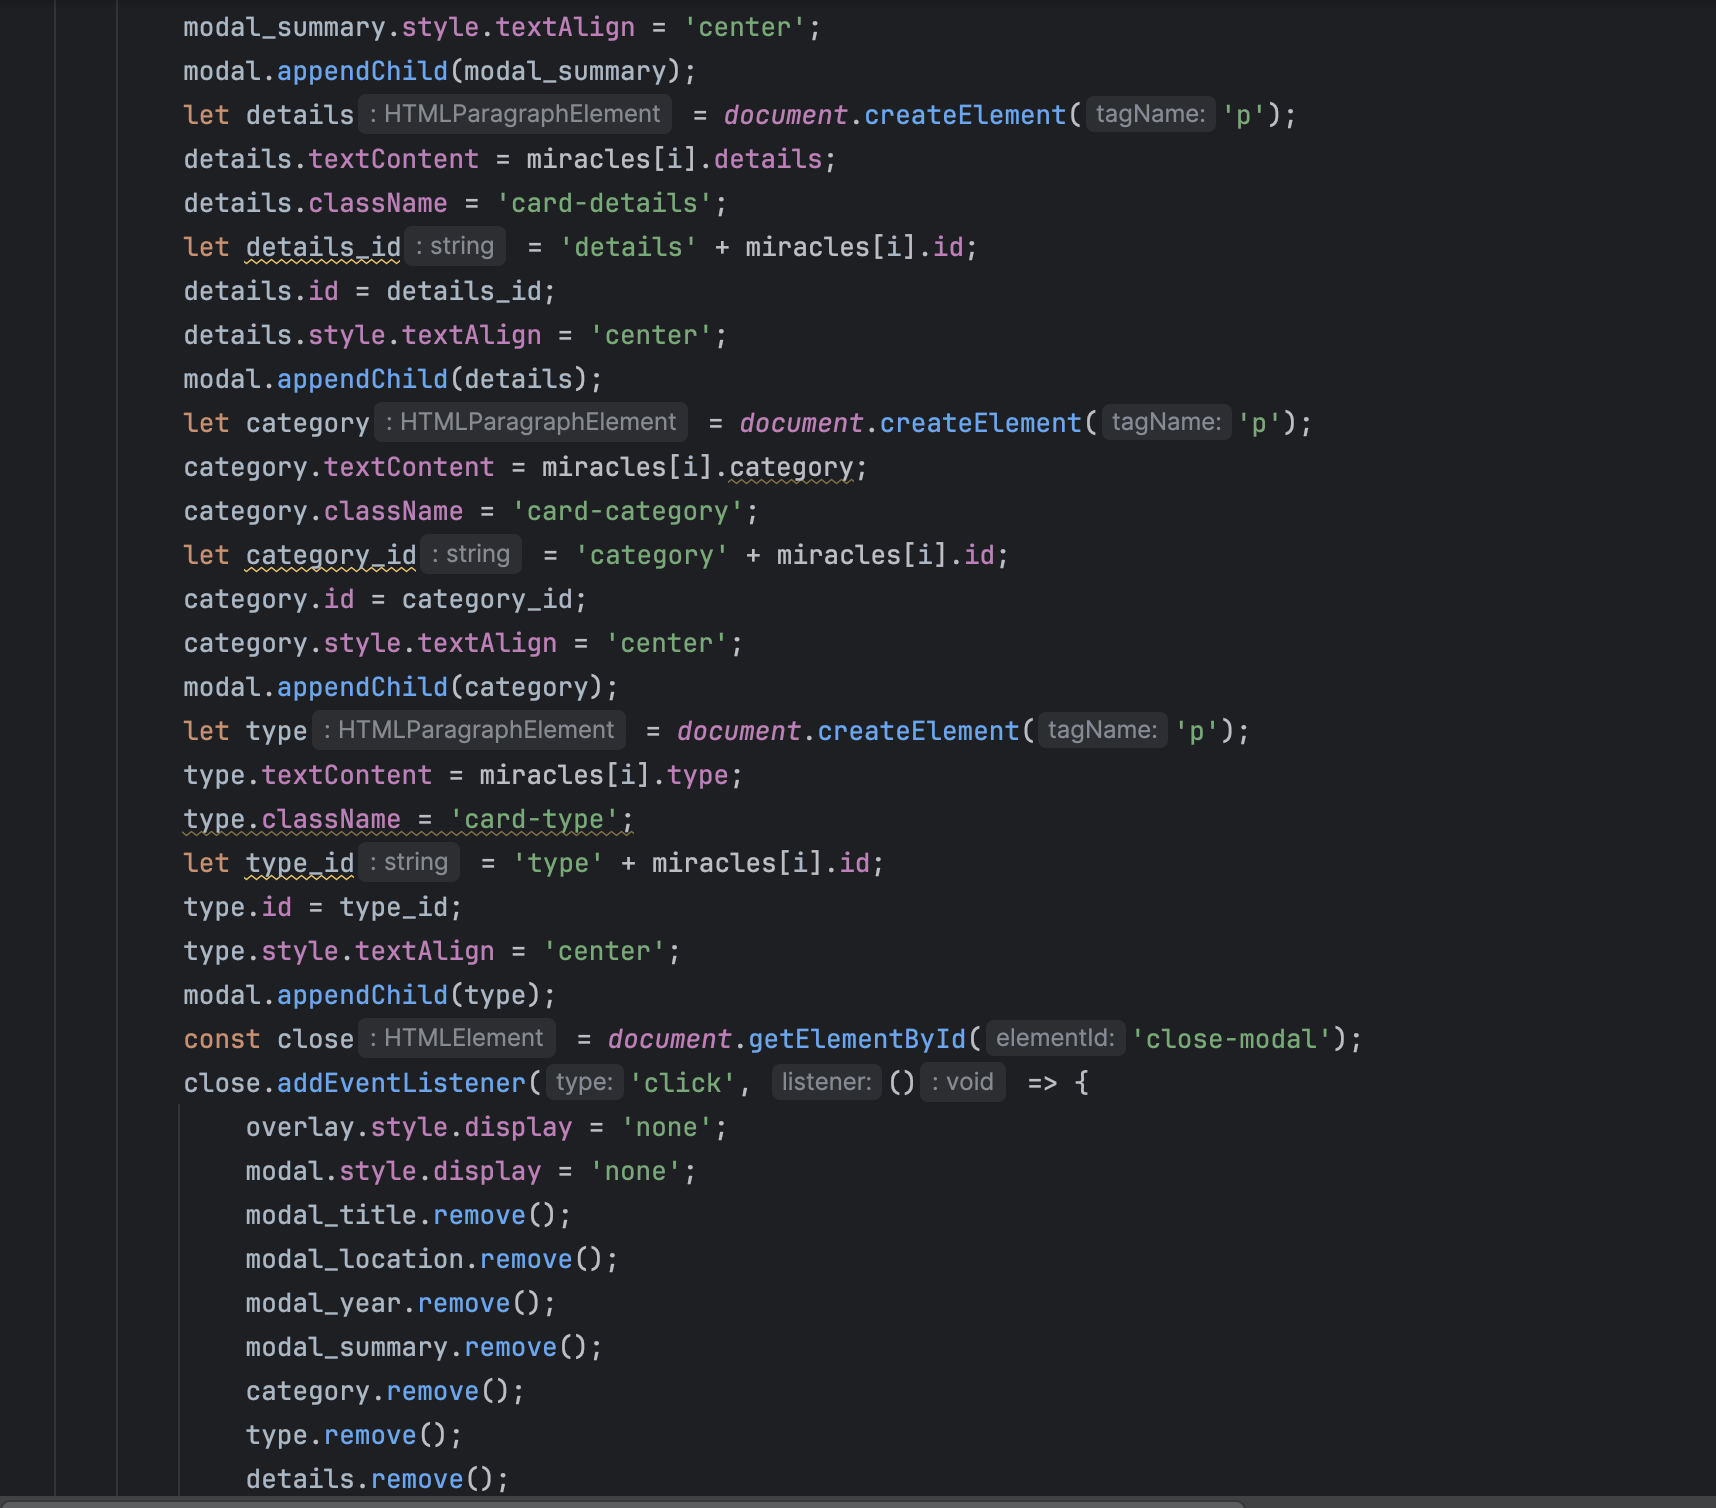 modal_summary.style.textAlign = 'center';
modal.appendChild(modal_summary);
let details : HTMLParagraphElement = document.createElement( tagName: 'p');
details.textContent = miracles[i].details;
details.className = 'card-details';
let details_id : string = 'details' + miracles[i].id;
details.id = details_id;
details.style.textAlign = 'center';
modal.appendChild(details);
let category : HTMLParagraphElement = document.createElement( tagName: 'p');
category.textContent = miracles[i].category;
category.className = 'card-category';
let category_id : string = 'category' + miracles[i].id;
category.id = category_id;
category.style.textAlign = 'center';
modal.appendChild(category);
let type : HTMLParagraphElement = document.createElement( tagName: 'p');
type.textContent = miracles[i].type;
type.className = 'card-type';
let type_id : string = 'type' + miracles[i].id;
type.id = type_id;
type.style.textAlign = 'center';
modal.appendChild(type);
const close : HTMLElement = document.getElementById( elementId: 'close-modal');
close.addEventListener( type: 'click', listener: () : void => {
    overlay.style.display = 'none';
    modal.style.display = 'none';
    modal_title.remove();
    modal_location.remove();
    modal_year.remove();
    modal_summary.remove();
    category.remove();
    type.remove();
    details.remove();